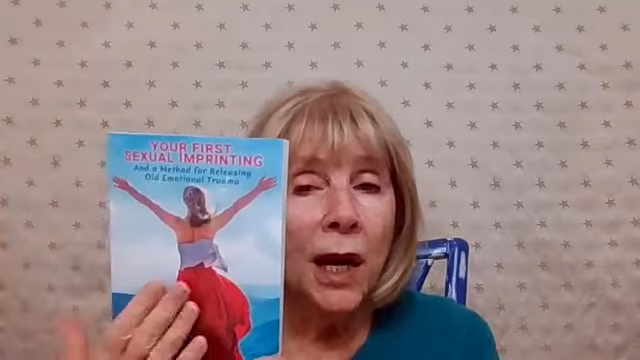 YOUR FIRST
SEXUAL IMPRINTING
And a Method for Releasing
Old Emotional Trauma